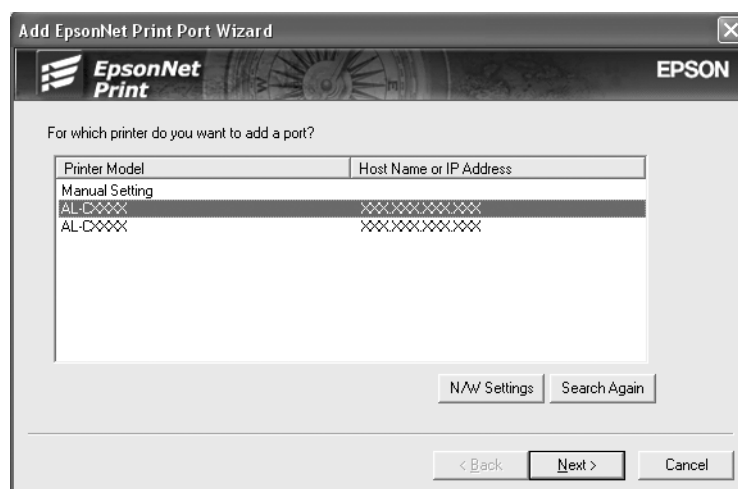 Add EpsonNet Print Port Wizard
EpsonNet
Print
EPSON
For which printer do you want to add a port?
Printer Model Host Name or IP Address
Manual Setting
AL-CXXXX XXX.XXX.XXX.XXX
AL-CXXXX XXX.XXX.XXX.XXX
N/W Settings Search Again
< Back Next > Cancel